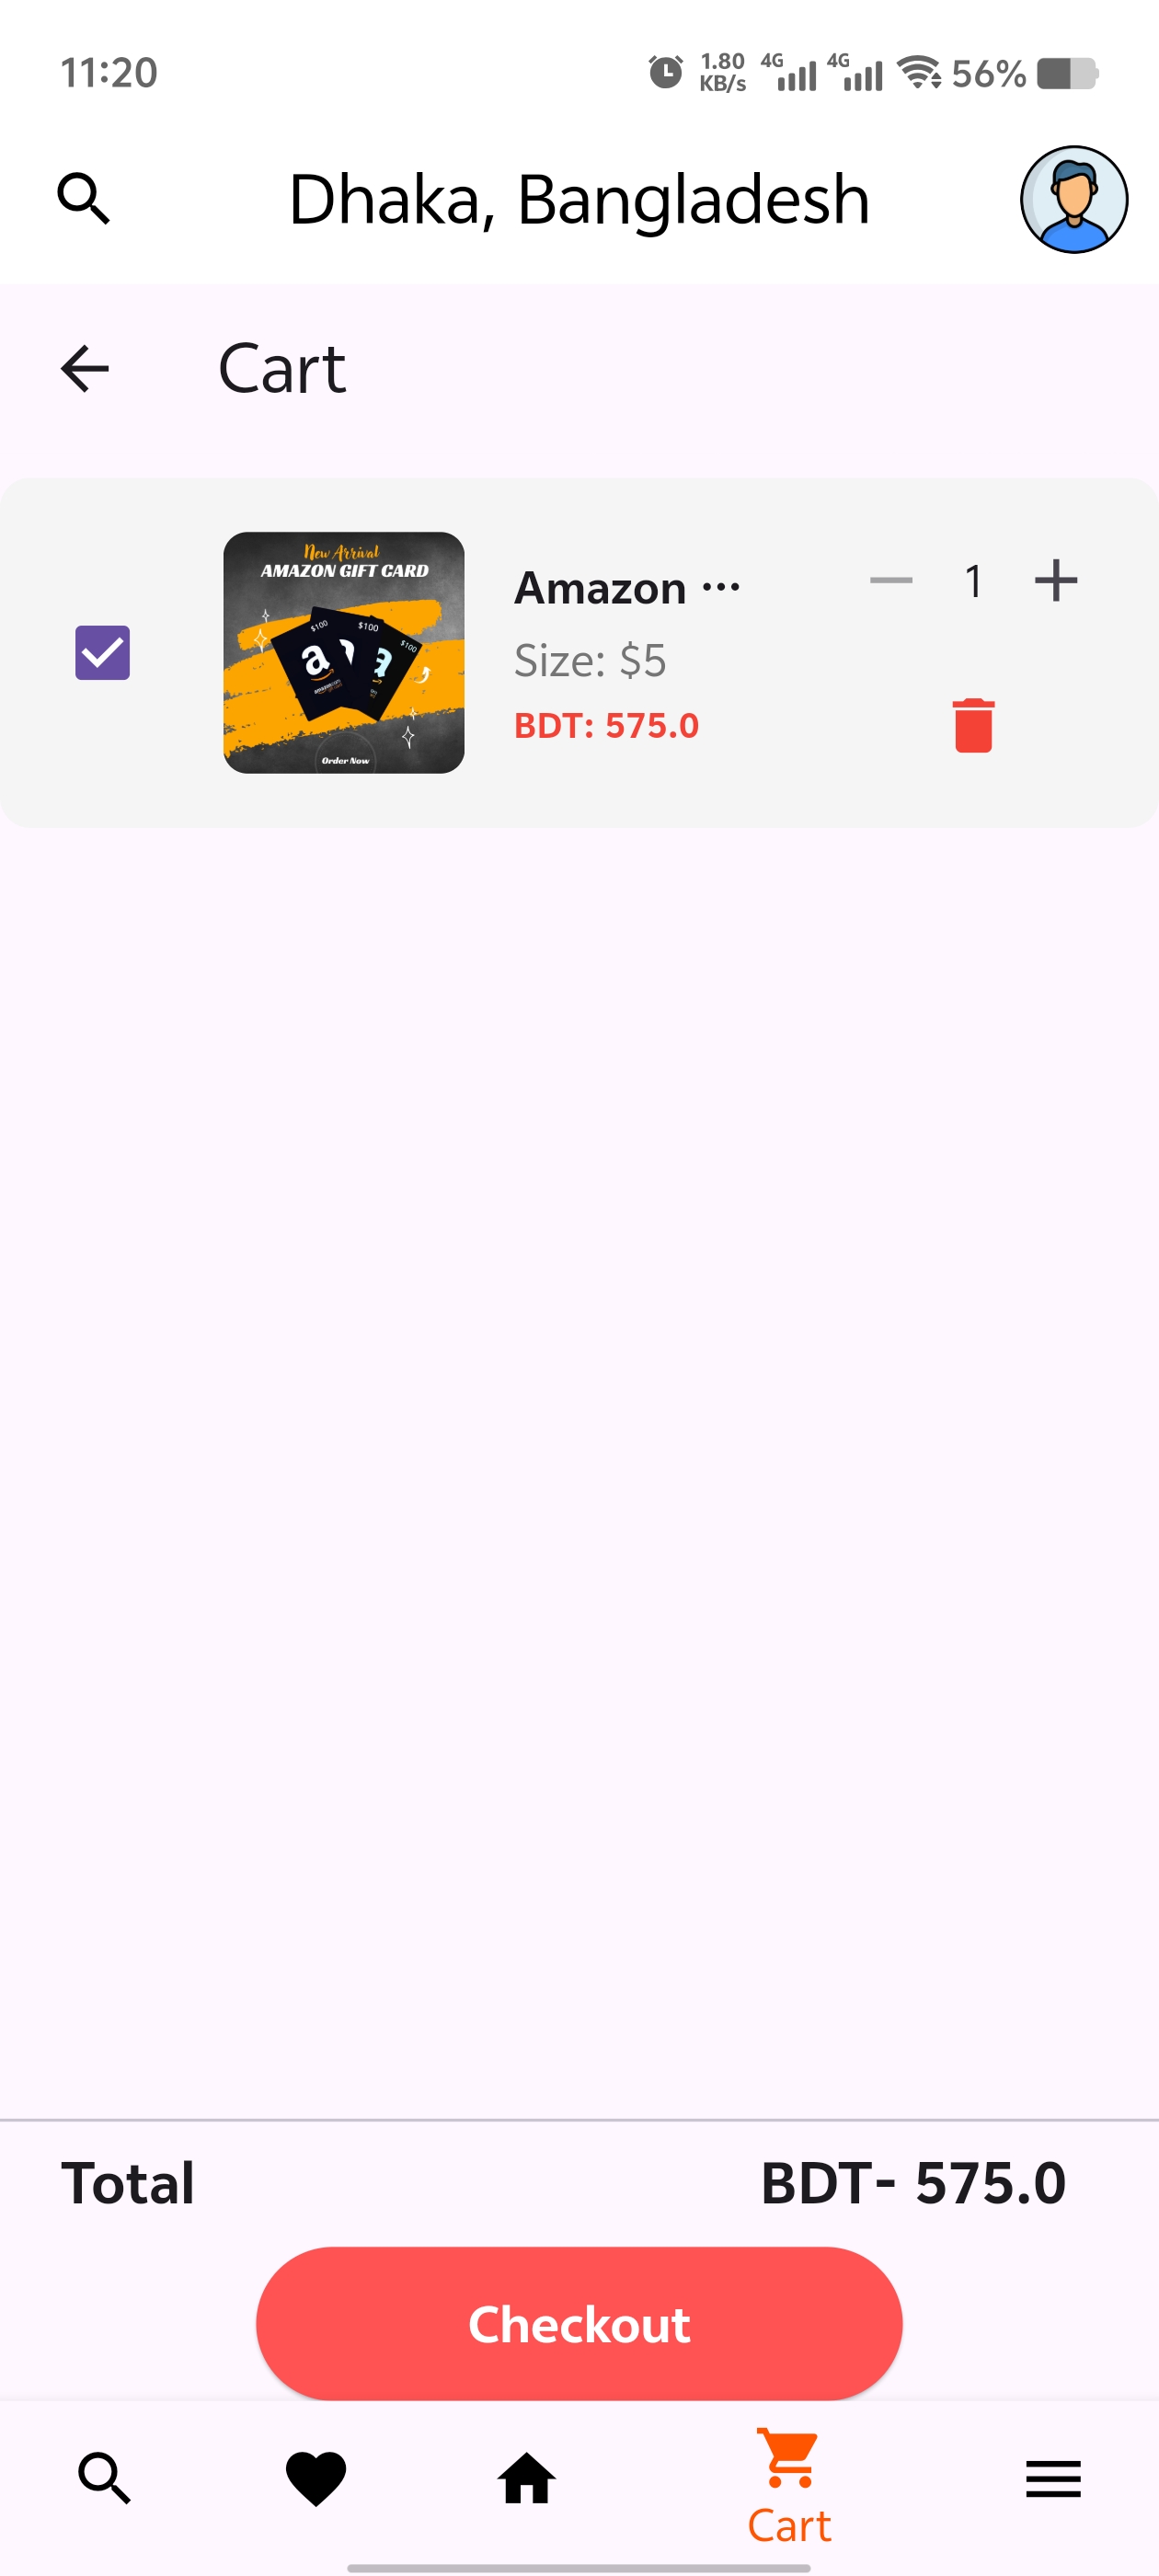 11:20
1.80 KB/s 4G 4G 56%
Dhaka, Bangladesh
Cart
New Arrival
AMAZON GIFT CARD
$100 $100 $100
a
Order Now
Amazon ...
1
Size: $5
BDT: 575.0
Total BDT- 575.0
Checkout
Cart